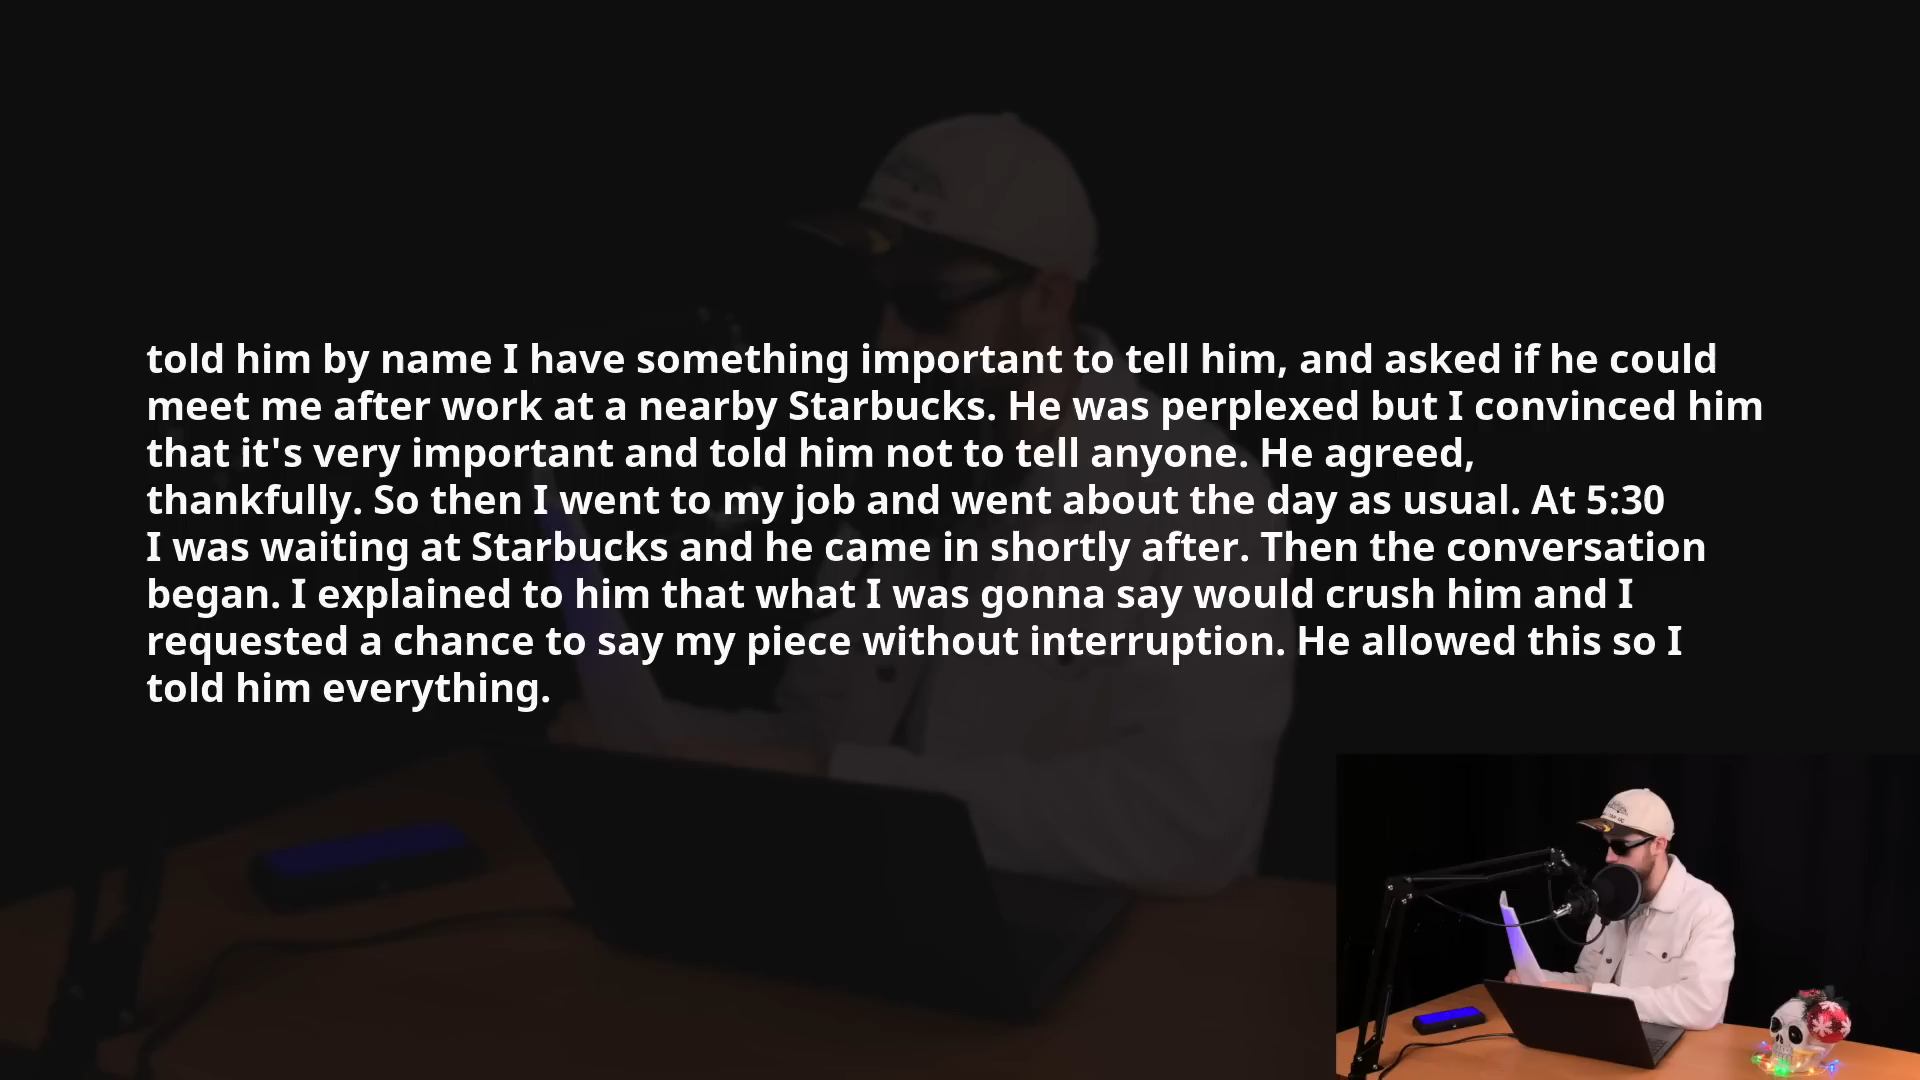 told him by name I have something important to tell him, and asked if he could
meet me after work at a nearby Starbucks. He was perplexed but I convinced him
that it's very important and told him not to tell anyone. He agreed,
thankfully. So then I went to my job and went about the day as usual. At 5:30
I was waiting at Starbucks and he came in shortly after. Then the conversation
began. I explained to him that what I was gonna say would crush him and I
requested a chance to say my piece without interruption. He allowed this so I
told him everything.